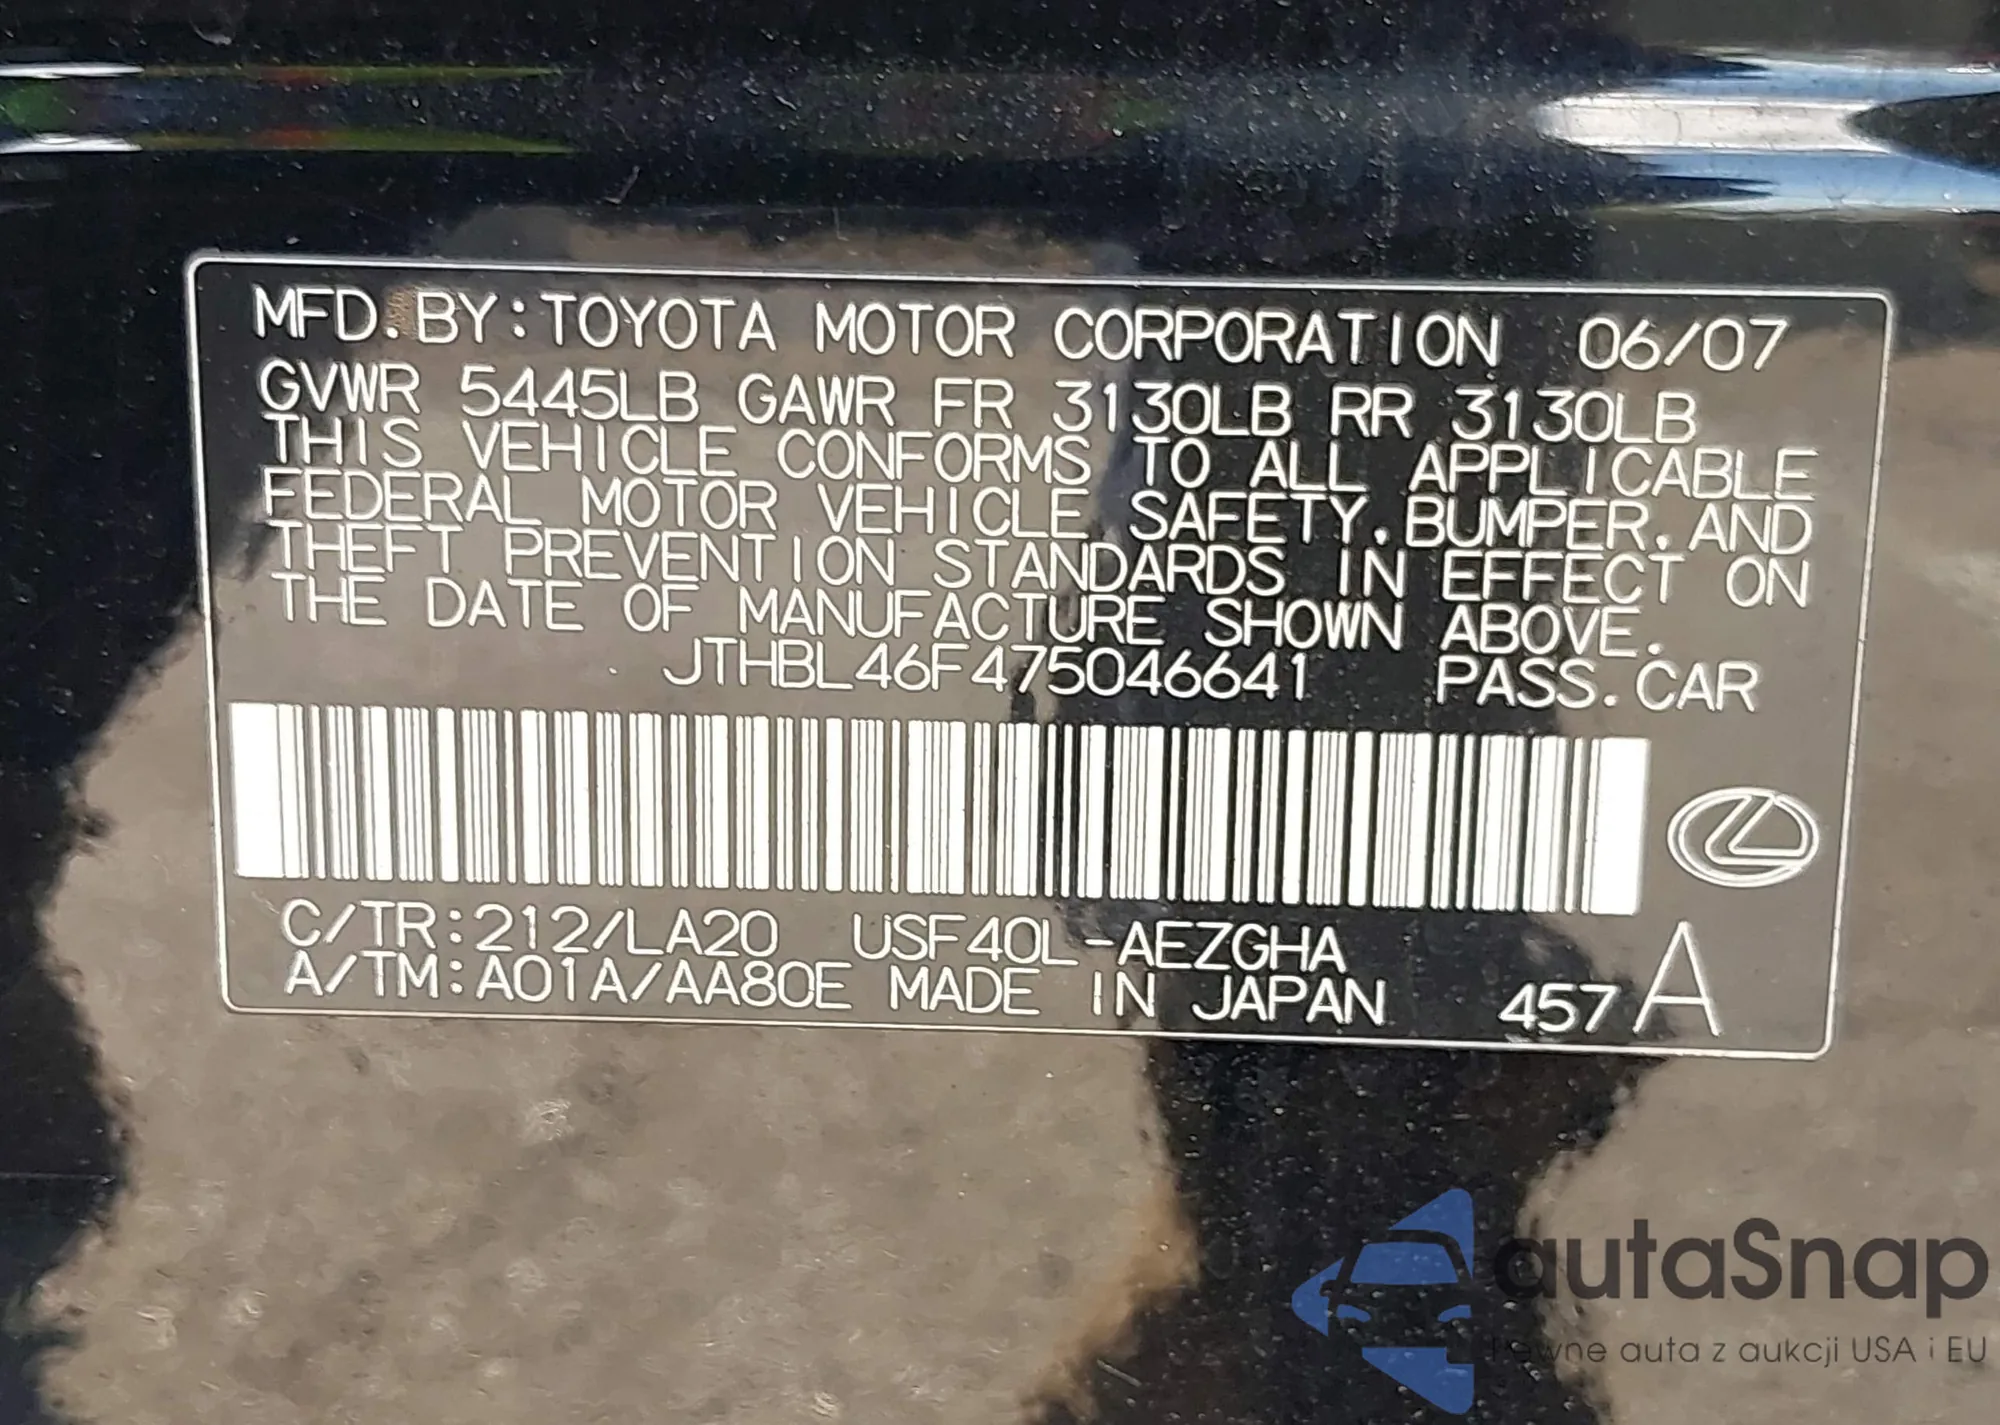 MFD. BY: TOYOTA MOTOR CORPORATION 06/07
GVWR 5445LB GAWR FR 3130LB RR 3130LB
THIS VEHICLE CONFORMS TO ALL APPLICABLE
FEDERAL MOTOR VEHICLE SAFETY, BUMPER, AND
THEFT PREVENTION STANDARDS IN EFFECT ON
THE DATE OF MANUFACTURE SHOWN ABOVE.
JTHBL46F475046641 PASS. CAR
C/TR: 212/LA20 USF40L-AEZGHA
A/TM: A01A/AA80E MADE IN JAPAN 457 A
autaSnap
Pewne auta z aukcji USA i EU